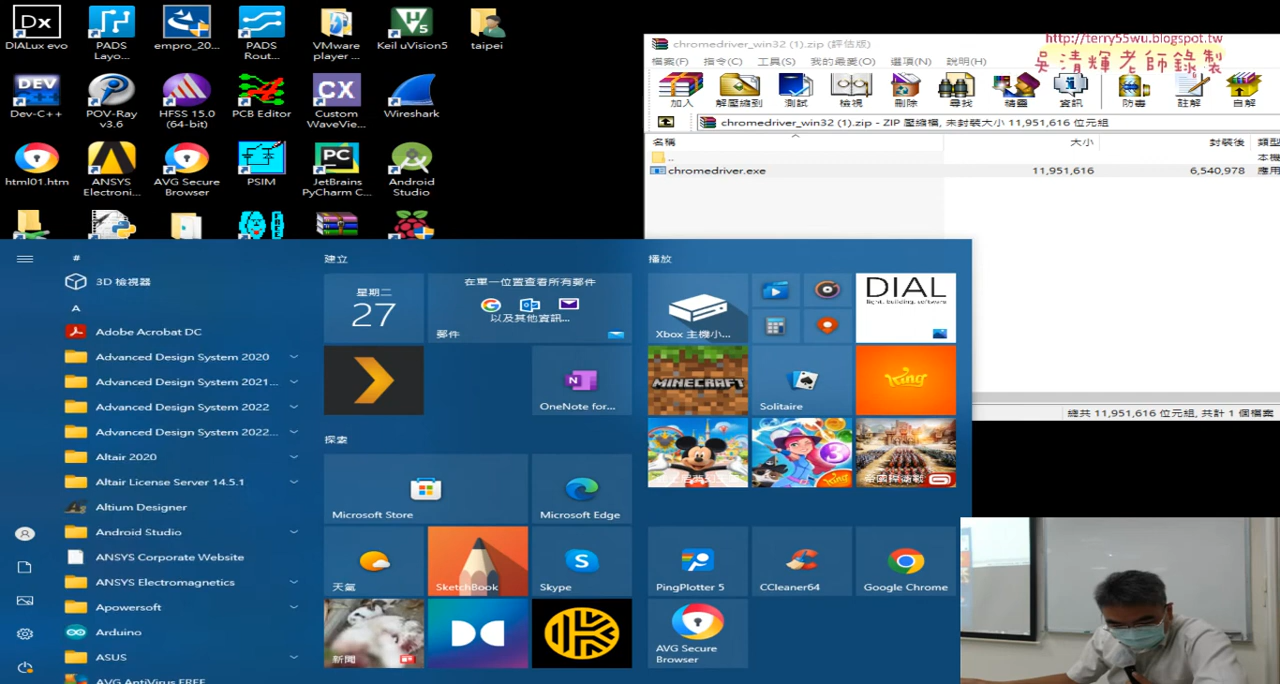 DIALux evo
PADS Layo...
empro_20...
PADS Rout...
VMware player ...
Keil uVision5
taipei
DEV
Dev-C++
POV-Ray v3.6
HFSS 15.0 (64-bit)
PCB Editor
CX
Custom WaveVie...
Wireshark
html01.htm
ANSYS Electroni...
AVG Secure Browser
PSIM
PC
JetBrains PyCharm C...
Android Studio
http://terry55wu.blogspot.tw
吳清輝老師錄製
chromedriver_win32 (1).zip (評估版)
檔案(F) 指令(C) 工具(S) 我的最愛(O) 選項(N) 說明(H)
加入 解壓縮到 測試 檢視 刪除 尋找 精靈 資訊 防毒 註解 自解
chromedriver_win32 (1).zip - ZIP 壓縮檔, 未封裝大小 11,951,616 位元組
名稱 大小 封裝後 類型
.. 本機
chromedriver.exe 11,951,616 6,540,978 應用
總共 11,951,616 位元組, 共計 1 個檔案
#
3D 檢視器
A
Adobe Acrobat DC
Advanced Design System 2020
Advanced Design System 2021...
Advanced Design System 2022
Advanced Design System 2022...
Altair 2020
Altair License Server 14.5.1
Altium Designer
Android Studio
ANSYS Corporate Website
ANSYS Electromagnetics
Apowersoft
Arduino
ASUS
AVG AntiVirus FREE
建立
星期二
27
在單一位置查看所有郵件
以及其他資訊...
郵件
OneNote for...
探索
Microsoft Store
Microsoft Edge
天氣
SketchBook
Skype
新聞
播放
Xbox 主機小...
DIAL
light. building. software
MINECRAFT
Solitaire
King
PingPlotter 5
CCleaner64
Google Chrome
AVG Secure Browser